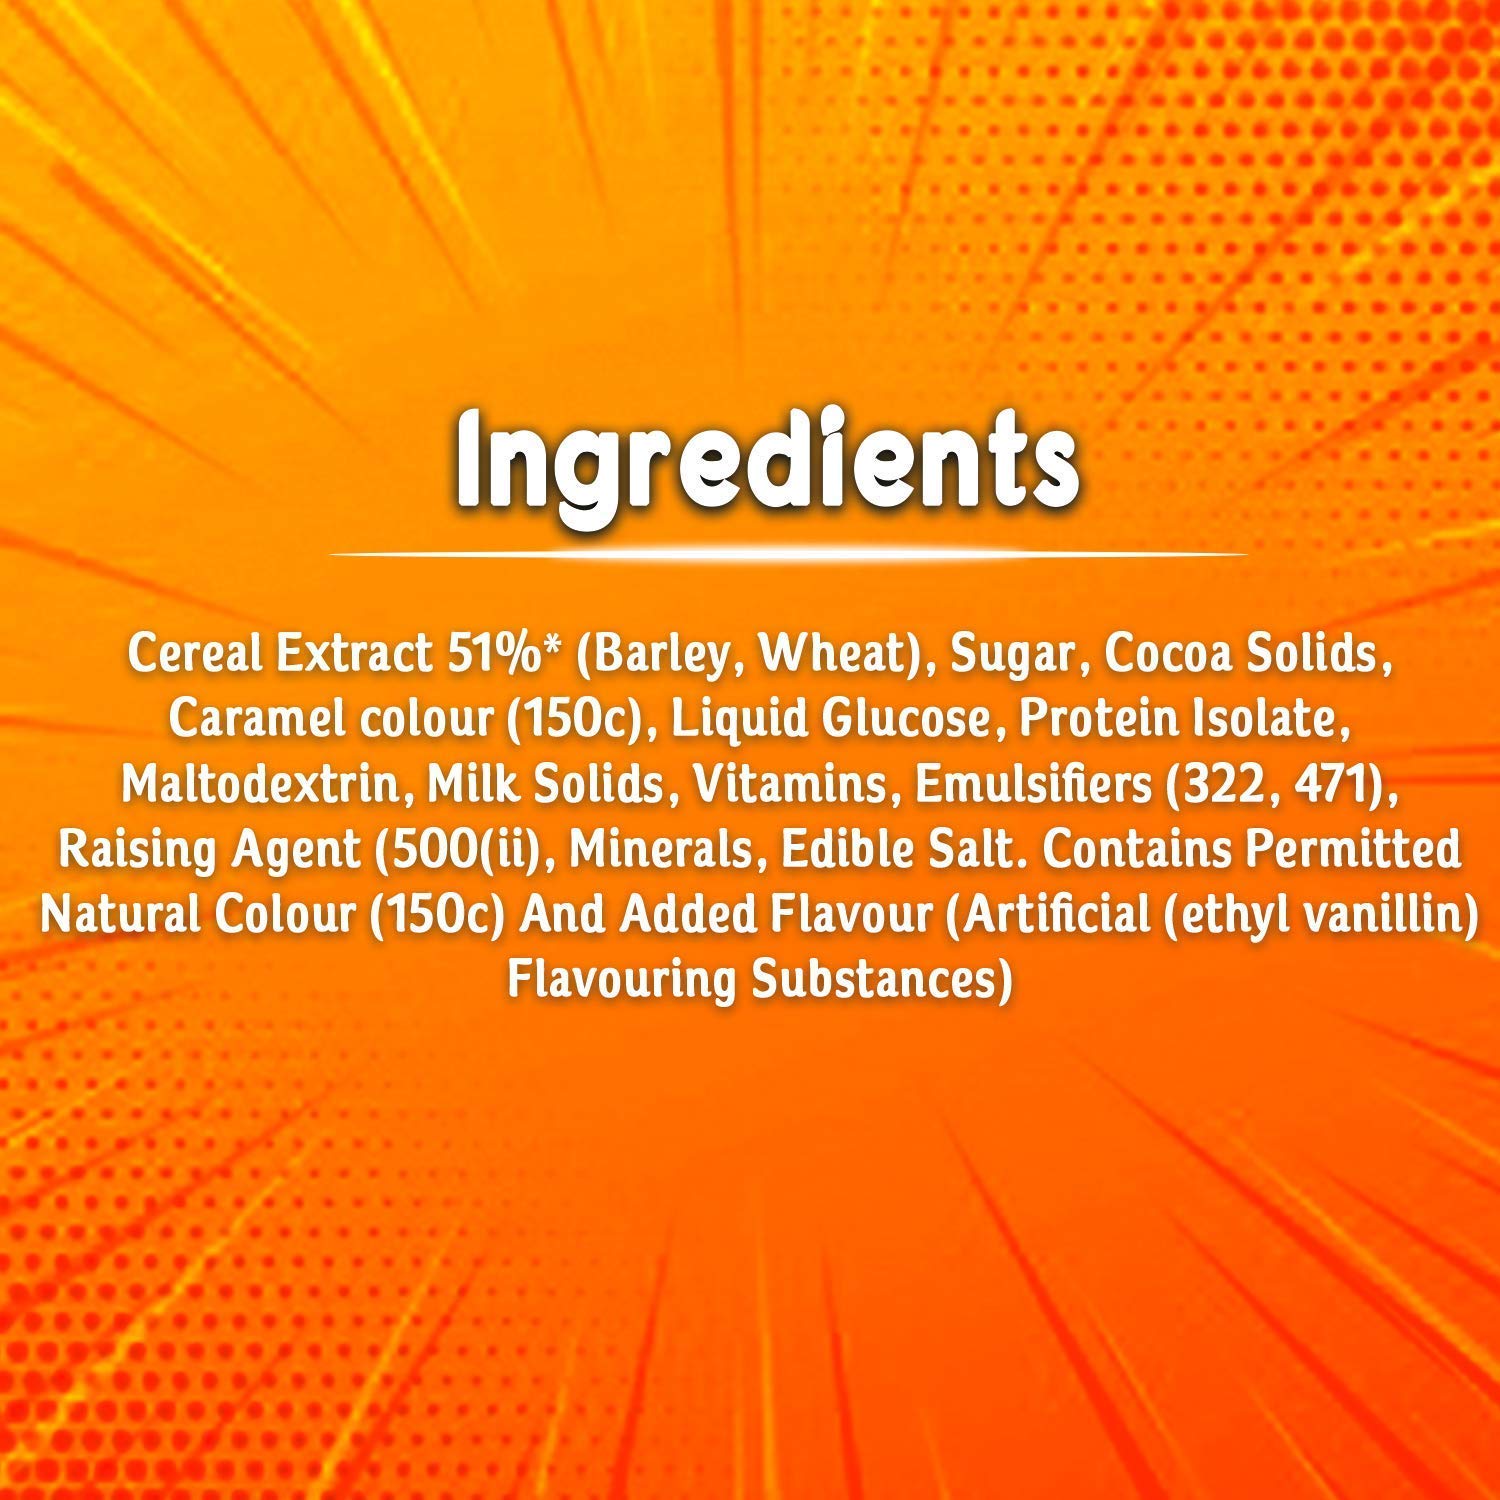 Ingredients
Cereal Extract 51%* (Barley, Wheat), Sugar, Cocoa Solids,
Caramel colour (150c), Liquid Glucose, Protein Isolate,
Maltodextrin, Milk Solids, Vitamins, Emulsifiers (322, 471),
Raising Agent (500(ii), Minerals, Edible Salt. Contains Permitted
Natural Colour (150c) And Added Flavour (Artificial (ethyl vanillin)
Flavouring Substances)